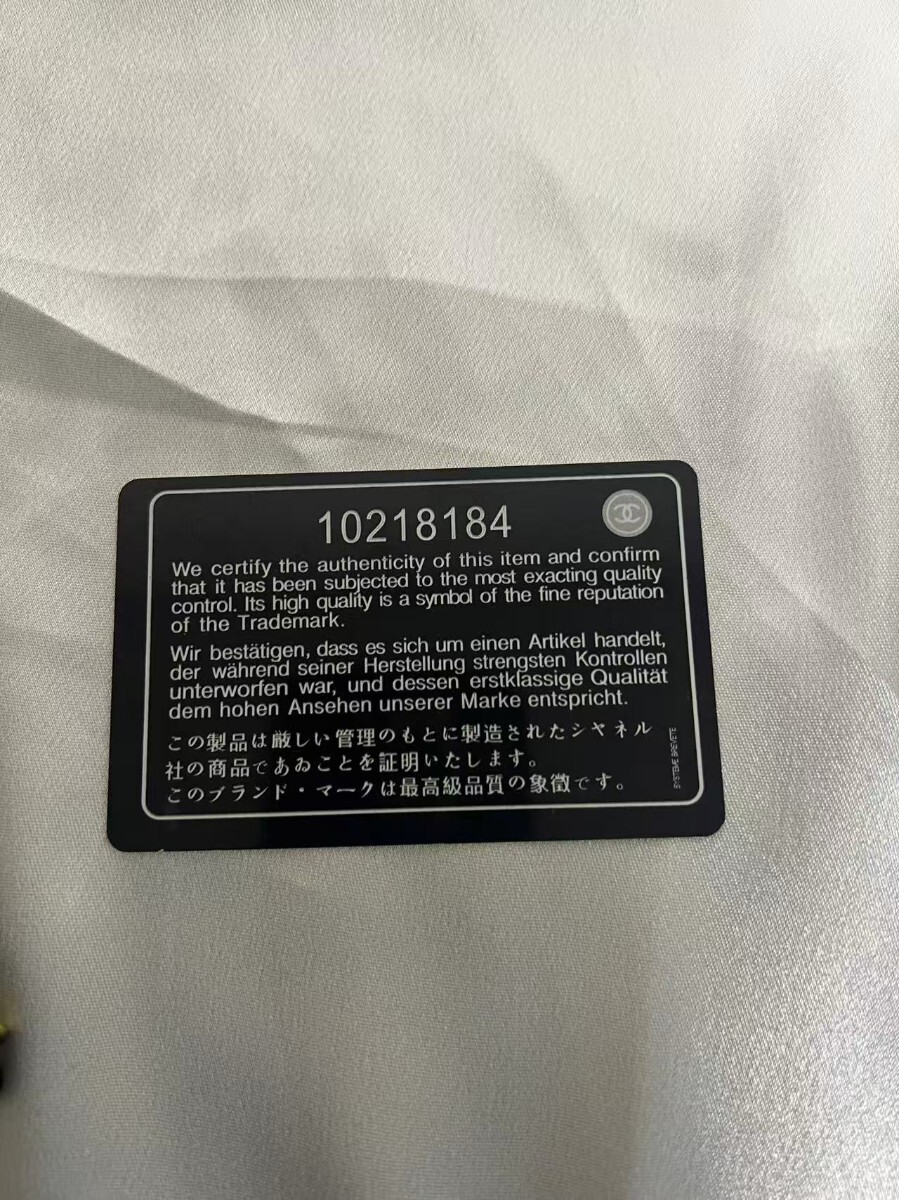 10218184
We certify the authenticity of this item and confirm
that it has been subjected to the most exacting quality
control. Its high quality is a symbol of the fine reputation
of the Trademark.
Wir bestätigen, dass es sich um einen Artikel handelt,
der während seiner Herstellung strengsten Kontrollen
unterworfen war, und dessen erstklassige Qualität
dem hohen Ansehen unserer Marke entspricht.
この製品は厳しい管理のもとに製造されたシヤネル
社の商品であゐことを証明いたします。
このブランド・マークは最高級品質の象徴です。
SYSTEME BREVETE